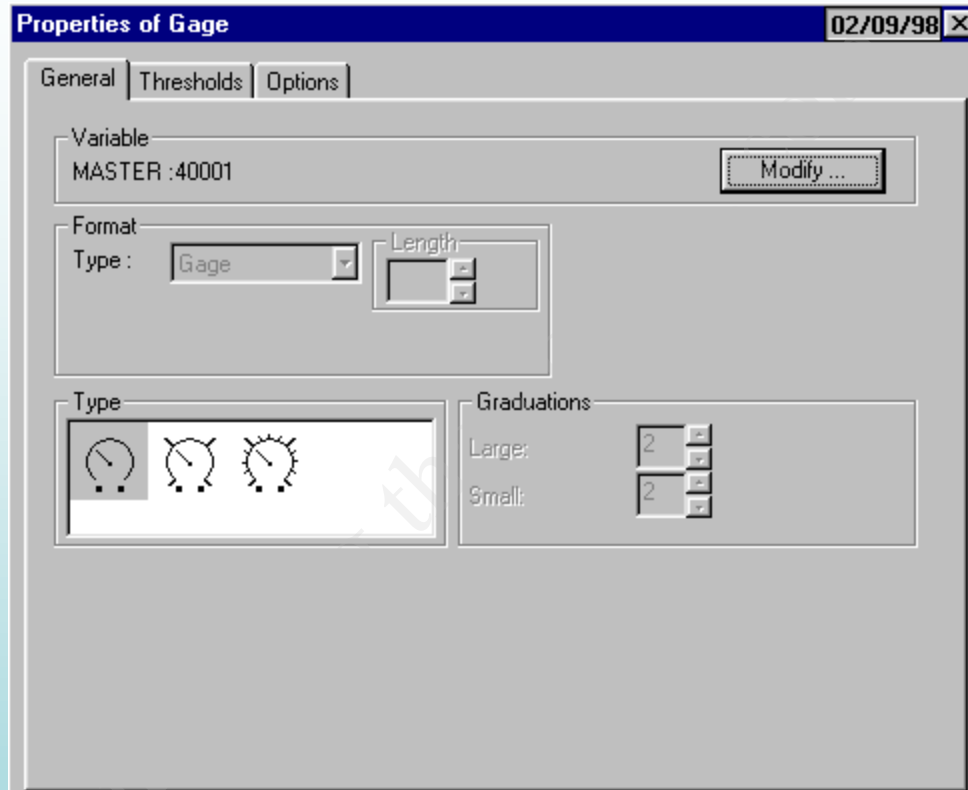 Properties of Gage 02/09/98
General Thresholds Options
Variable
MASTER :40001 Modify ...
Format
Type : Gage Length
Type Graduations
Large: 2
Small: 2